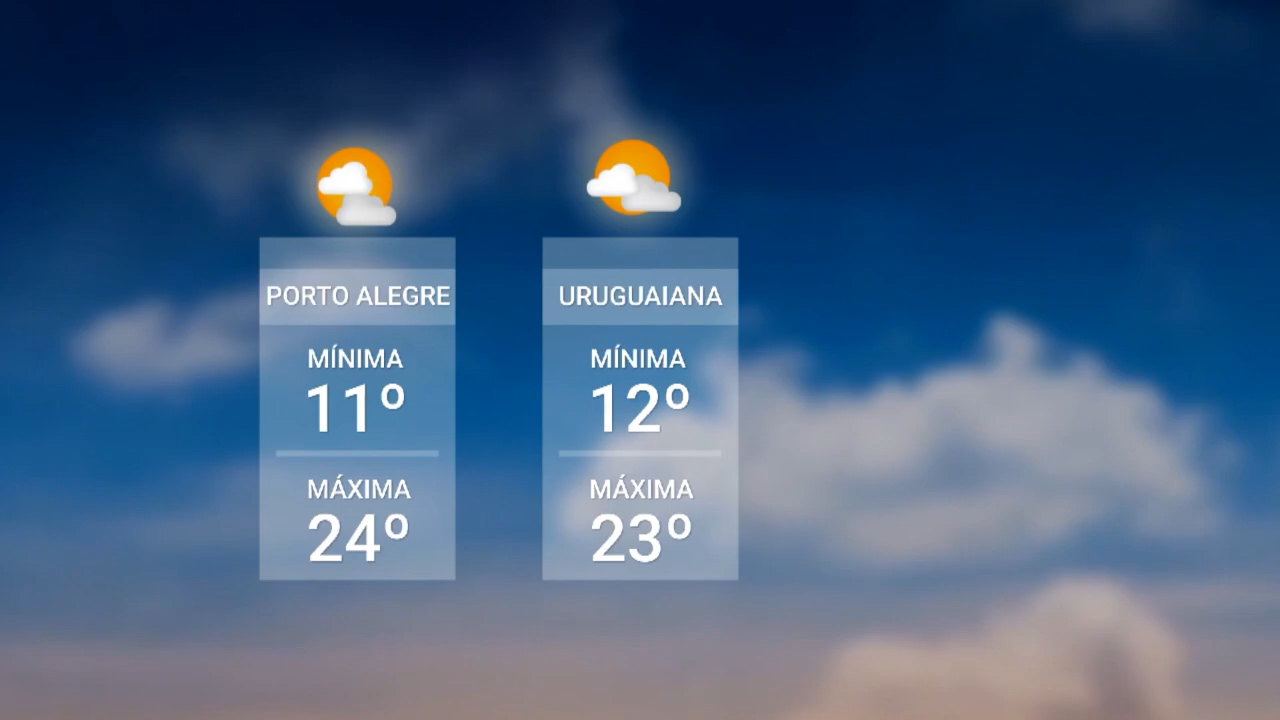 PORTO ALEGRE
MÍNIMA
11º
MÁXIMA
24º
URUGUAIANA
MÍNIMA
12º
MÁXIMA
23º